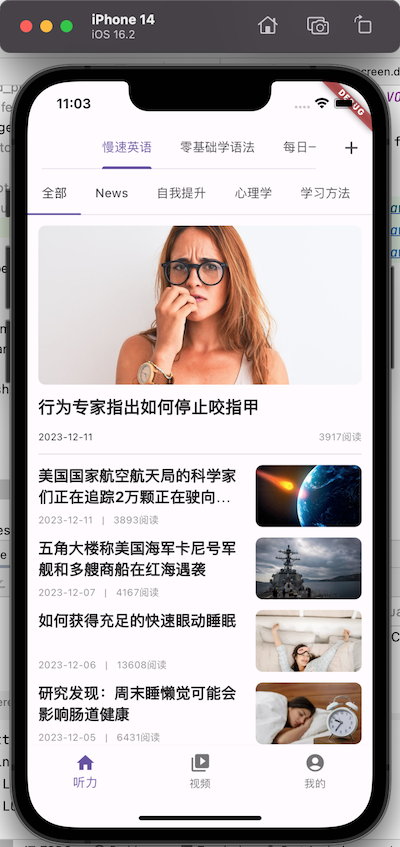 iPhone 14
iOS 16.2
11:03
DEBUG
慢速英语 零基础学语法 每日一
全部 News 自我提升 心理学 学习方法
行为专家指出如何停止咬指甲
2023-12-11 3917阅读
美国国家航空航天局的科学家
们正在追踪2万颗正在驶向...
2023-12-11 | 3893阅读
五角大楼称美国海军卡尼号军
舰和多艘商船在红海遇袭
2023-12-07 | 4167阅读
如何获得充足的快速眼动睡眠
2023-12-06 | 13608阅读
研究发现：周末睡懒觉可能会
影响肠道健康
2023-12-05 | 6431阅读
听力 视频 我的